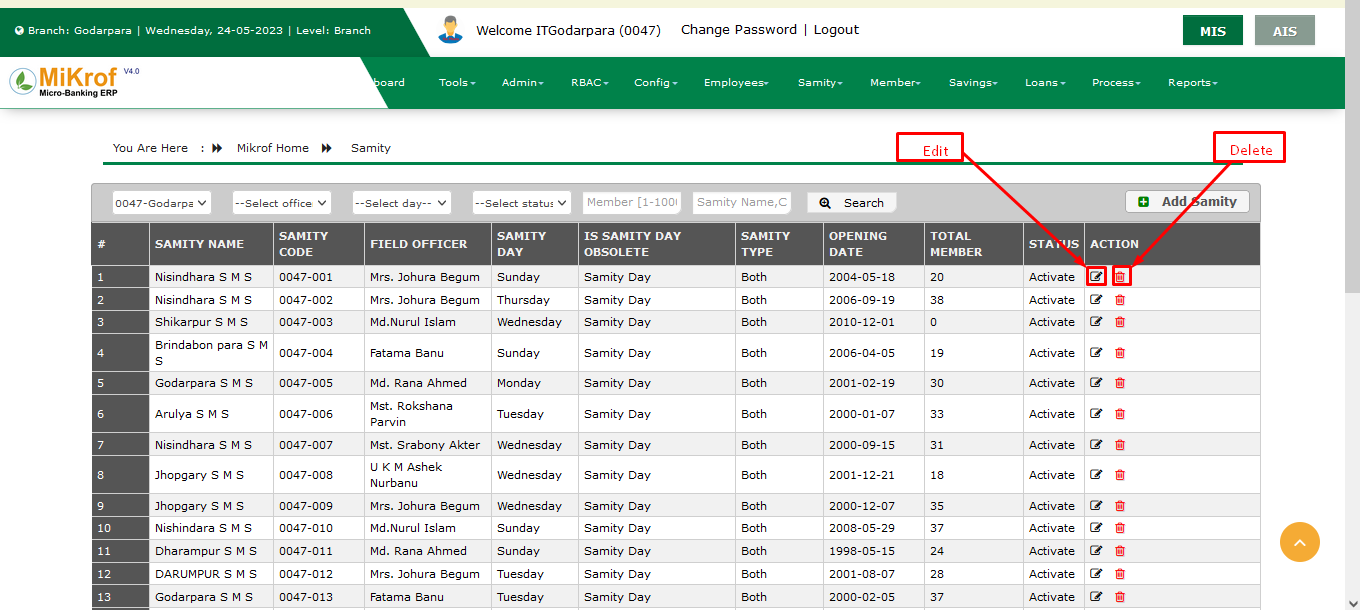 Branch: Godarpara | Wednesday, 24-05-2023 | Level: Branch
Welcome ITGodarpara (0047) Change Password | Logout
MIS AIS
MiKrof V4.0
Micro-Banking ERP
board Tools Admin RBAC Config Employees Samity Member Savings Loans Process Reports
You Are Here : Mikrof Home Samity
Edit
Delete
0047-Godarpa --Select office --Select day-- --Select status Member [1-100 Samity Name,C Search Add Samity
# SAMITY NAME SAMITY CODE FIELD OFFICER SAMITY DAY IS SAMITY DAY OBSOLETE SAMITY TYPE OPENING DATE TOTAL MEMBER STATUS ACTION
1 Nisindhara S M S 0047-001 Mrs. Johura Begum Sunday Samity Day Both 2004-05-18 20 Activate
2 Nisindhara S M S 0047-002 Mrs. Johura Begum Thursday Samity Day Both 2006-09-19 38 Activate
3 Shikarpur S M S 0047-003 Md.Nurul Islam Wednesday Samity Day Both 2010-12-01 0 Activate
4 Brindabon para S M S 0047-004 Fatama Banu Sunday Samity Day Both 2006-04-05 19 Activate
5 Godarpara S M S 0047-005 Md. Rana Ahmed Monday Samity Day Both 2001-02-19 30 Activate
6 Arulya S M S 0047-006 Mst. Rokshana Parvin Tuesday Samity Day Both 2000-01-07 33 Activate
7 Nisindhara S M S 0047-007 Mst. Srabony Akter Wednesday Samity Day Both 2000-09-15 31 Activate
8 Jhopgary S M S 0047-008 U K M Ashek Nurbanu Wednesday Samity Day Both 2001-12-21 18 Activate
9 Jhopgary S M S 0047-009 Mrs. Johura Begum Wednesday Samity Day Both 2000-12-07 35 Activate
10 Nishindara S M S 0047-010 Md.Nurul Islam Sunday Samity Day Both 2008-05-29 37 Activate
11 Dharampur S M S 0047-011 Md. Rana Ahmed Sunday Samity Day Both 1998-05-15 24 Activate
12 DARUMPUR S M S 0047-012 Mrs. Johura Begum Tuesday Samity Day Both 2001-08-07 28 Activate
13 Godarpara S M S 0047-013 Fatama Banu Tuesday Samity Day Both 2000-02-05 37 Activate